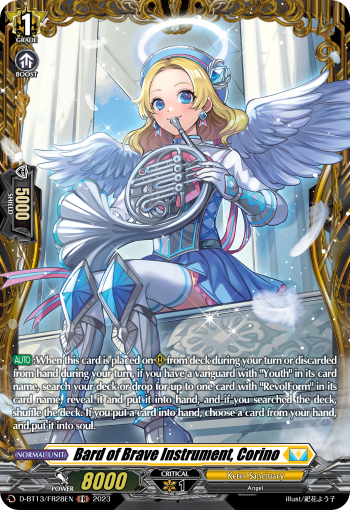 1
GRADE
BOOST
5000
SHIELD
AUTO:When this card is placed on R from deck during your turn or discarded
from hand during your turn, if you have a vanguard with "Youth" in its card
name, search your deck or drop for up to one card with "RevolForm" in its
card name, reveal it and put it into hand, and if you searched the deck,
shuffle the deck. If you put a card into hand, choose a card from your hand,
and put it into soul.
NORMAL UNIT
Bard of Brave Instrument, Corino
POWER
8000
CRITICAL
1
Keter Sanctuary
Angel
D-BT13/FR28EN
FR
2023
illust/紀花よう子